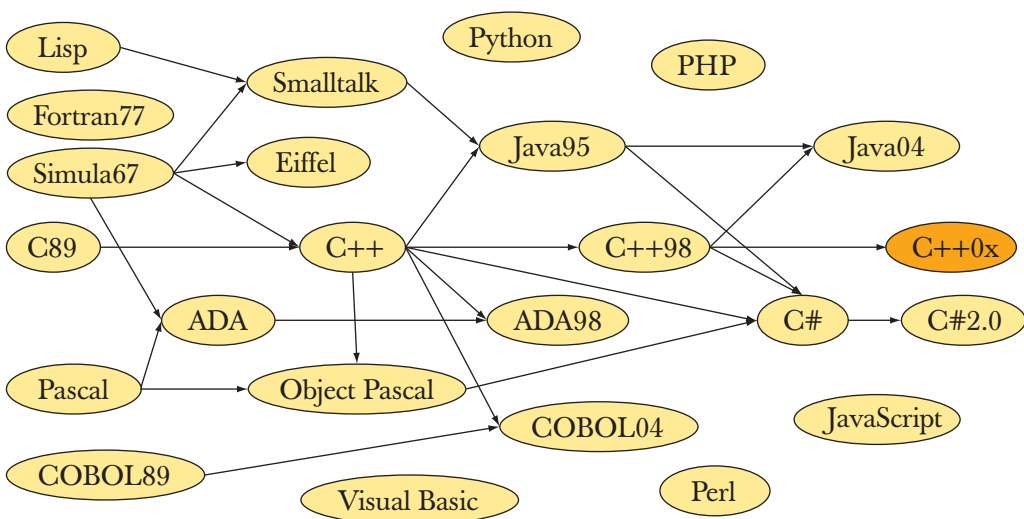 Lisp
Python
PHP
Smalltalk
Fortran77
Simula67
Eiffel
Java95
Java04
C89
C++
C++98
C++0x
ADA
ADA98
C#
C#2.0
Pascal
Object Pascal
COBOL04
JavaScript
COBOL89
Visual Basic
Perl